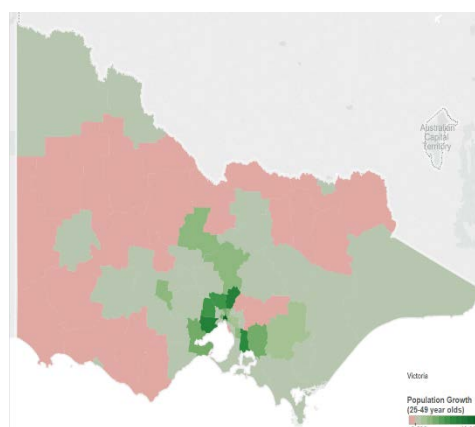 Australian
Capital
Territory
Victoria
Population Growth
(25-49 year olds)